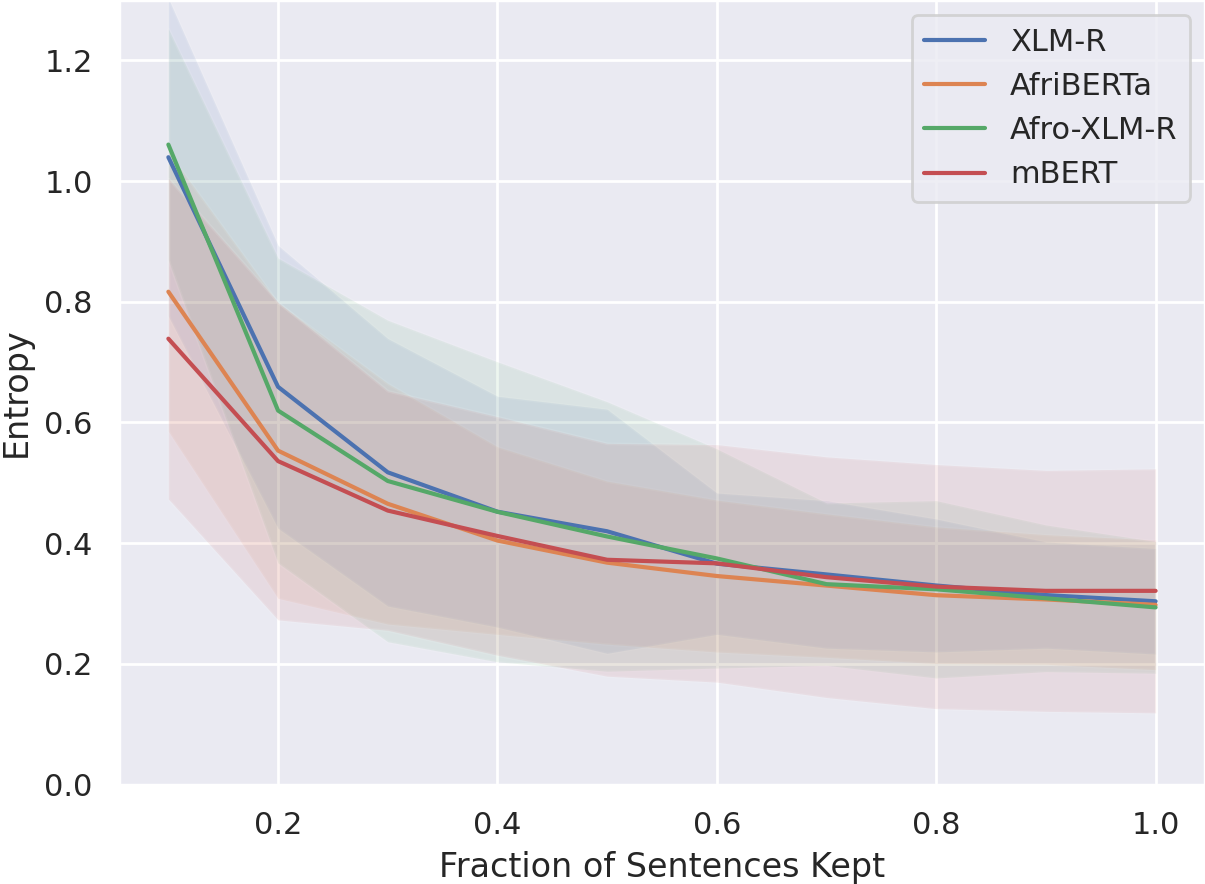 XLM-R
AfriBERTa
Afro-XLM-R
mBERT
Entropy
1.2
1.0
0.8
0.6
0.4
0.2
0.0
0.2 0.4 0.6 0.8 1.0
Fraction of Sentences Kept